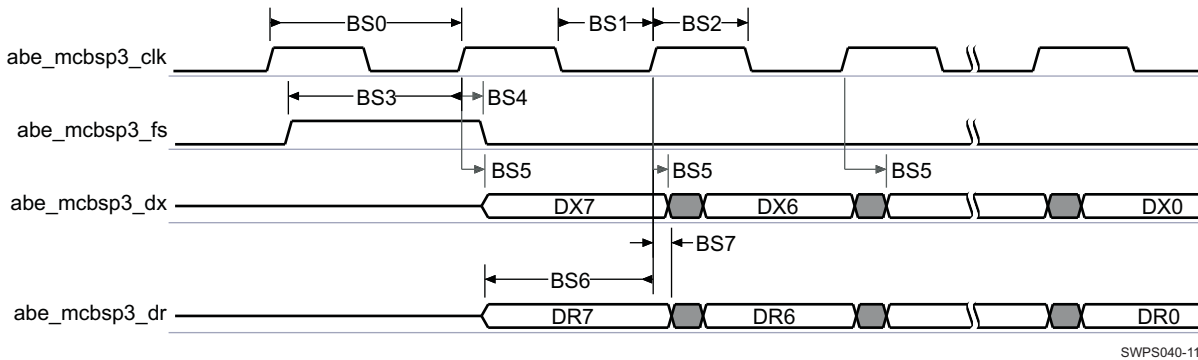 BS0
BS1
BS2
abe_mcbsp3_clk
BS3
BS4
abe_mcbsp3_fs
BS5
BS5
BS5
abe_mcbsp3_dx
DX7
DX6
DX0
BS7
BS6
abe_mcbsp3_dr
DR7
DR6
DR0
SWPS040-11